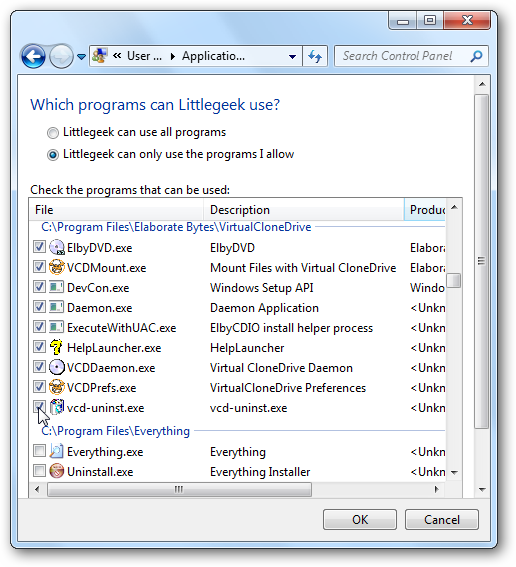 « User ... Applicatio... Search Control Panel
Which programs can Littlegeek use?
Littlegeek can use all programs
Littlegeek can only use the programs I allow
Check the programs that can be used:
File Description Produc
C:\Program Files\Elaborate Bytes\VirtualCloneDrive
ElbyDVD.exe ElbyDVD Elabora
VCDMount.exe Mount Files with Virtual CloneDrive Elabora
DevCon.exe Windows Setup API Windo
Daemon.exe Daemon Application <Unkn
ExecuteWithUAC.exe ElbyCDIO install helper process <Unkn
HelpLauncher.exe HelpLauncher <Unkn
VCDDaemon.exe Virtual CloneDrive Daemon <Unkn
VCDPrefs.exe VirtualCloneDrive Preferences <Unkn
vcd-uninst.exe vcd-uninst.exe <Unkn
C:\Program Files\Everything
Everything.exe Everything <Unkn
Uninstall.exe Everything Installer <Unkn
OK Cancel